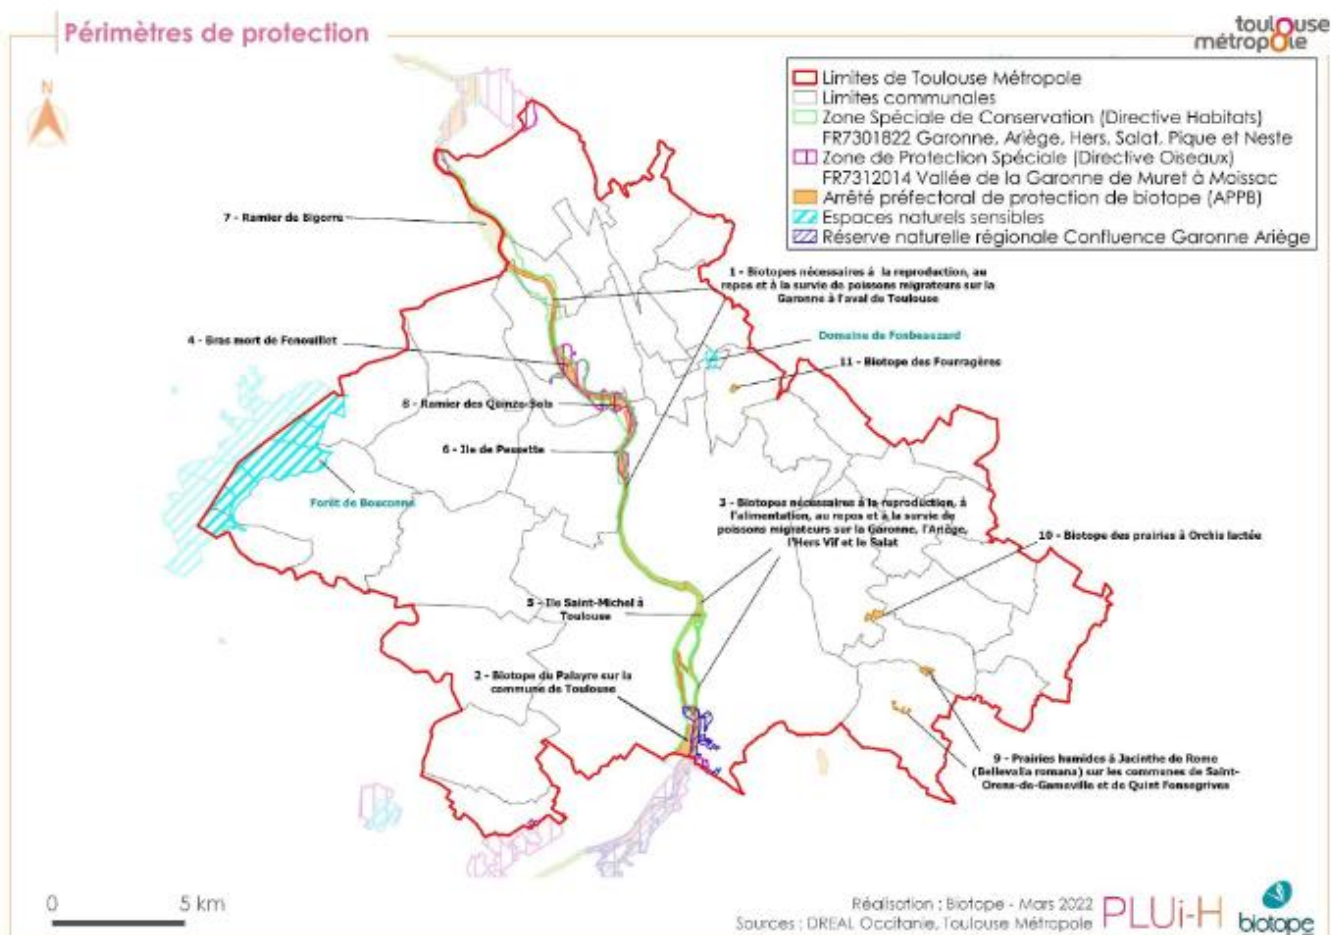 Périmètres de protection
toulouse
métropole
N
Limites de Toulouse Métropole
Limites communales
Zone Spéciale de Conservation (Directive Habitats)
FR7301822 Garonne, Ariège, Hers, Salat, Pique et Neste
Zone de Protection Spéciale (Directive Oiseaux)
FR7312014 Vallée de la Garonne de Muret à Moissac
Arrêté préfectoral de protection de biotope (APPB)
Espaces naturels sensibles
Réserve naturelle régionale Confluence Garonne Ariège
7 - Ramier de Bigorre
1 - Biotopes nécessaires à la reproduction, au
repos et à la survie de poissons migrateurs sur la
Garonne à l'aval de Toulouse
4 - Bras mort de Fenouillet
Domaine de Fonbeauzard
11 - Biotope des Fourragères
8 - Ramier des Quinze-Sols
6 - Ile de Pessette
Forêt de Bouconne
3 - Biotopes nécessaires à la reproduction, à
l'alimentation, au repos et à la survie de
poissons migrateurs sur la Garonne, l'Ariège,
l'Hers Vif et le Salat
10 - Biotope des prairies à Orchis lactée
5 - Ile Saint-Michel à
Toulouse
2 - Biotope du Palayre sur la
commune de Toulouse
9 - Prairies humides à Jacinthe de Rome
(Bellevalia romana) sur les communes de Saint-
Orens-de-Gameville et de Quint Fonsegrives
0 5 km
Réalisation : Biotope - Mars 2022
Sources : DREAL Occitanie, Toulouse Métropole
PLUi-H
biotope